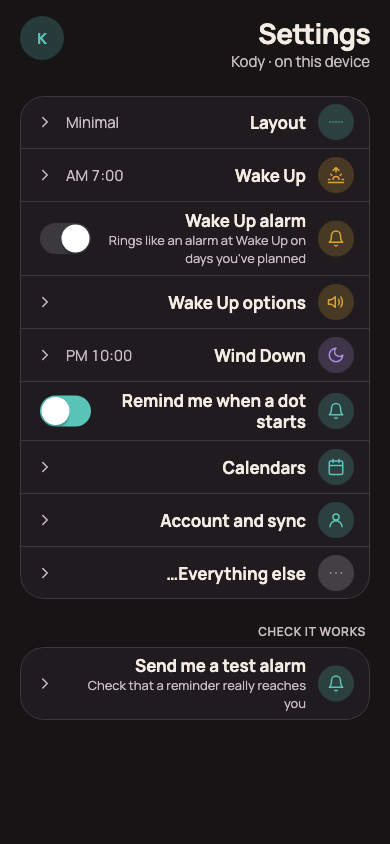 K
Settings
Kody · on this device
Layout
Minimal
Wake Up
AM 7:00
Wake Up alarm
Rings like an alarm at Wake Up on
days you've planned
Wake Up options
Wind Down
PM 10:00
Remind me when a dot
starts
Calendars
Account and sync
...Everything else
CHECK IT WORKS
Send me a test alarm
Check that a reminder really reaches
you